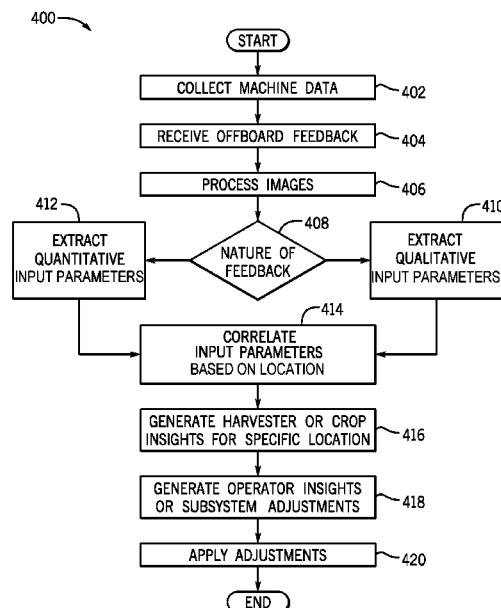 400
START
COLLECT MACHINE DATA
402
RECEIVE OFFBOARD FEEDBACK
404
PROCESS IMAGES
406
412
408
410
EXTRACT
QUANTITATIVE
INPUT PARAMETERS
NATURE OF
FEEDBACK
EXTRACT
QUALITATIVE
INPUT PARAMETERS
414
CORRELATE
INPUT PARAMETERS
BASED ON LOCATION
GENERATE HARVESTER OR CROP
INSIGHTS FOR SPECIFIC LOCATION
416
GENERATE OPERATOR INSIGHTS
OR SUBSYSTEM ADJUSTMENTS
418
APPLY ADJUSTMENTS
420
END